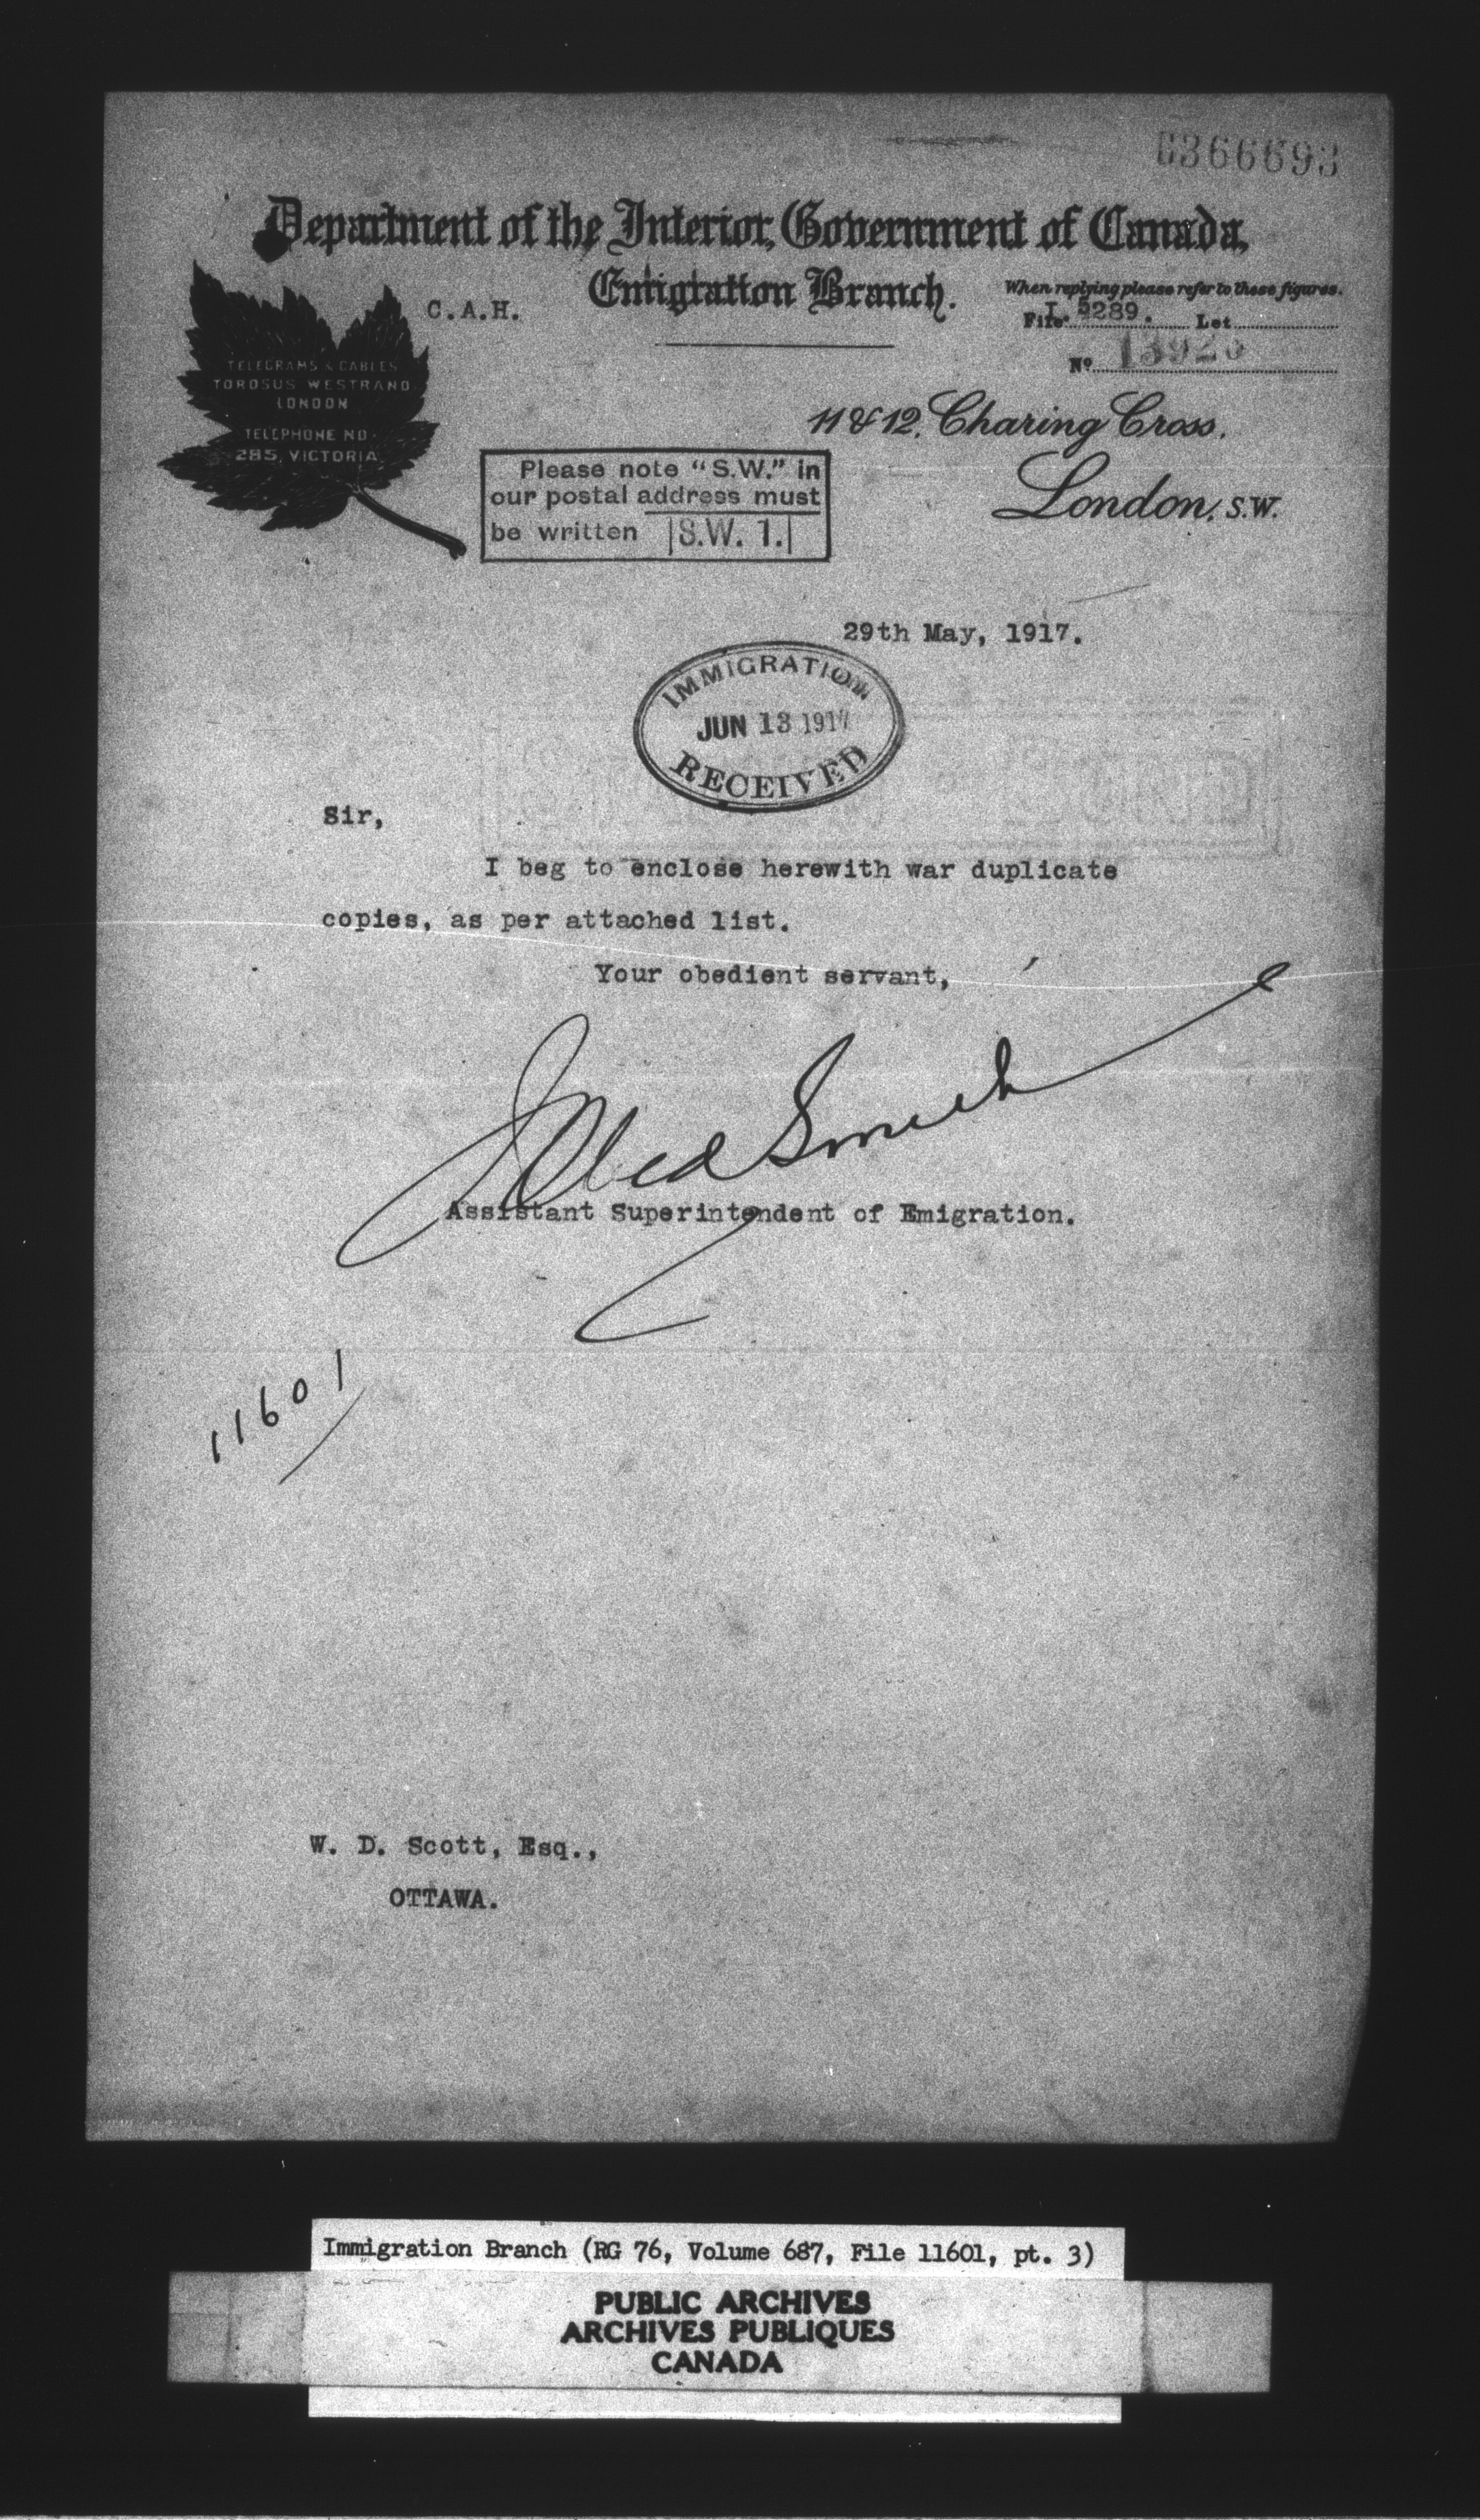 Department of the Interior, Government of Canada,
Emigration Branch.
C.A.H.
When replying please refer to these figures.
File I 5289. Let
No
TELEGRAMS & CABLES
TOROSUS WESTRAND
LONDON
TELEPHONE NO.
285, VICTORIA
11 & 12, Charing Cross,
London, S.W.
Please note "S.W." in
our postal address must
be written S.W. 1.
29th May, 1917.
IMMIGRATION
JUN 13 1917
RECEIVED
Sir,
I beg to enclose herewith war duplicate
copies, as per attached list.
Your obedient servant,
J Obed Smith
Assistant Superintendent of Emigration.
11601
W. D. Scott, Esq.,
OTTAWA.
Immigration Branch (RG 76, Volume 687, File 11601, pt. 3)
PUBLIC ARCHIVES
ARCHIVES PUBLIQUES
CANADA